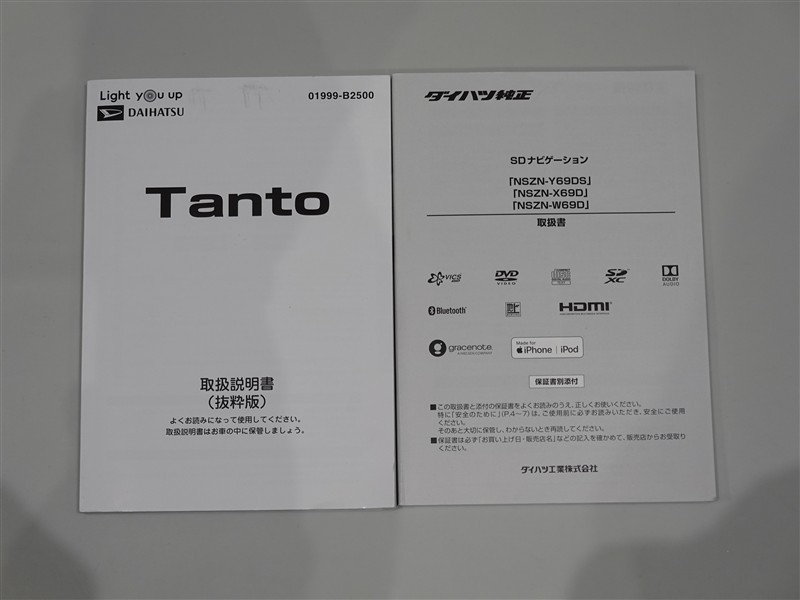 Light you up
DAIHATSU
01999-B2500
Tanto
取扱説明書
（抜粋版）
よくお読みになって使用してください。
取扱説明書はお車の中に保管しましょう。
ダイハツ純正
SDナビゲーション
「NSZN-Y69DS」
「NSZN-X69D」
「NSZN-W69D」
取扱書
VICS
DVD
VIDEO
SD
XC
DOLBY
AUDIO
Bluetooth
HDMI
gracenote
Made for
iPhone | iPod
保証書別添付
■この取扱書と添付の保証書をよくお読みのうえ、正しくお使いください。
特に「安全のために」(P.4～7)は、ご使用前に必ずお読みいただき、安全にご使用
ください。
そのあと大切に保管し、わからないとき再読してください。
■保証書は必ず「お買い上げ日・販売店名」などの記入を確かめて、販売店からお受取り
ください。
ダイハツ工業株式会社